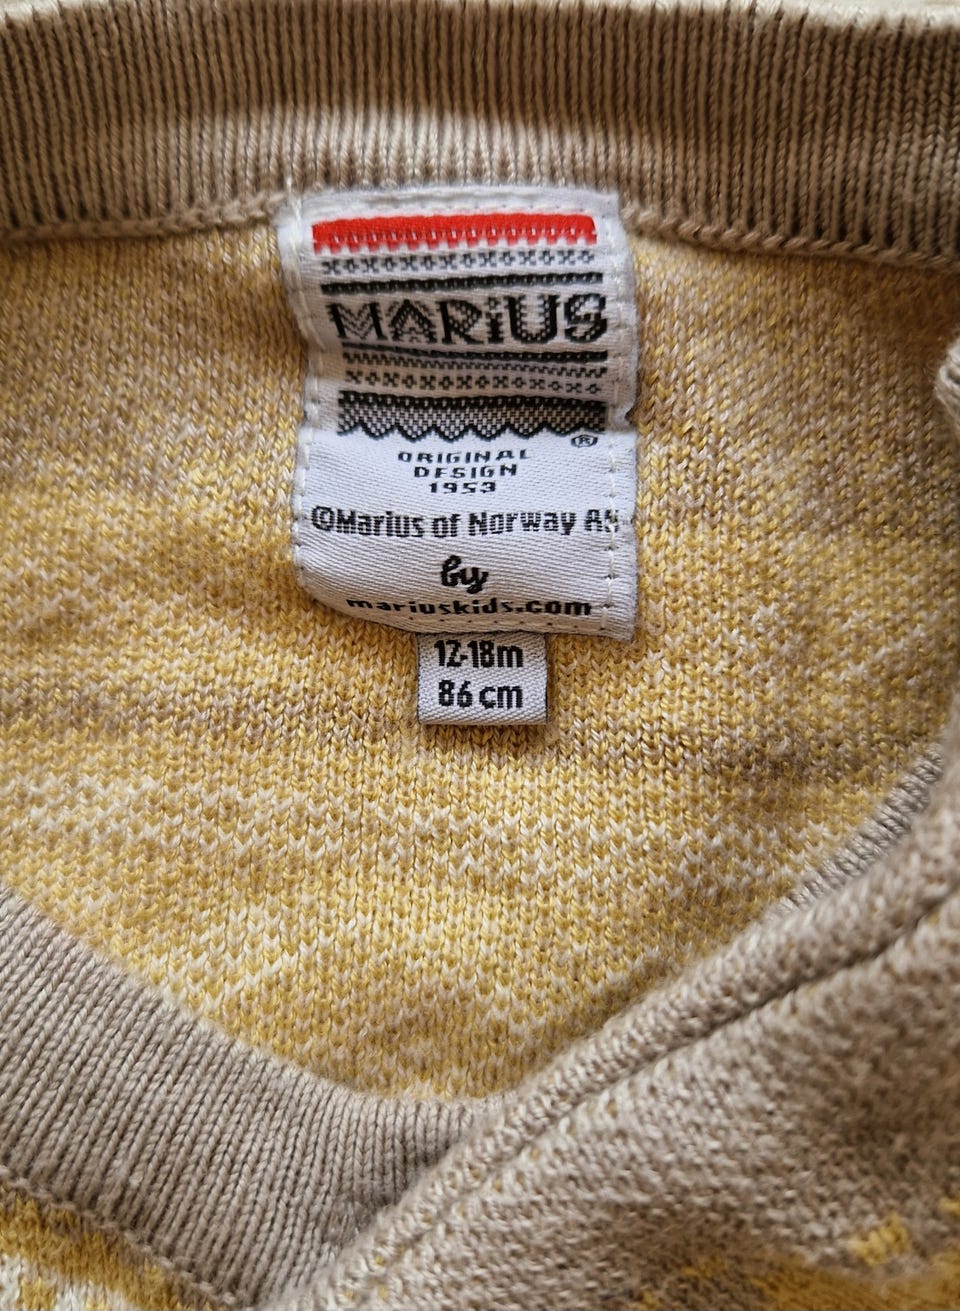 MARiUS
®
ORIGINAL
DESIGN
1953
©Marius of Norway AS
by
mariuskids.com
12-18m
86 cm